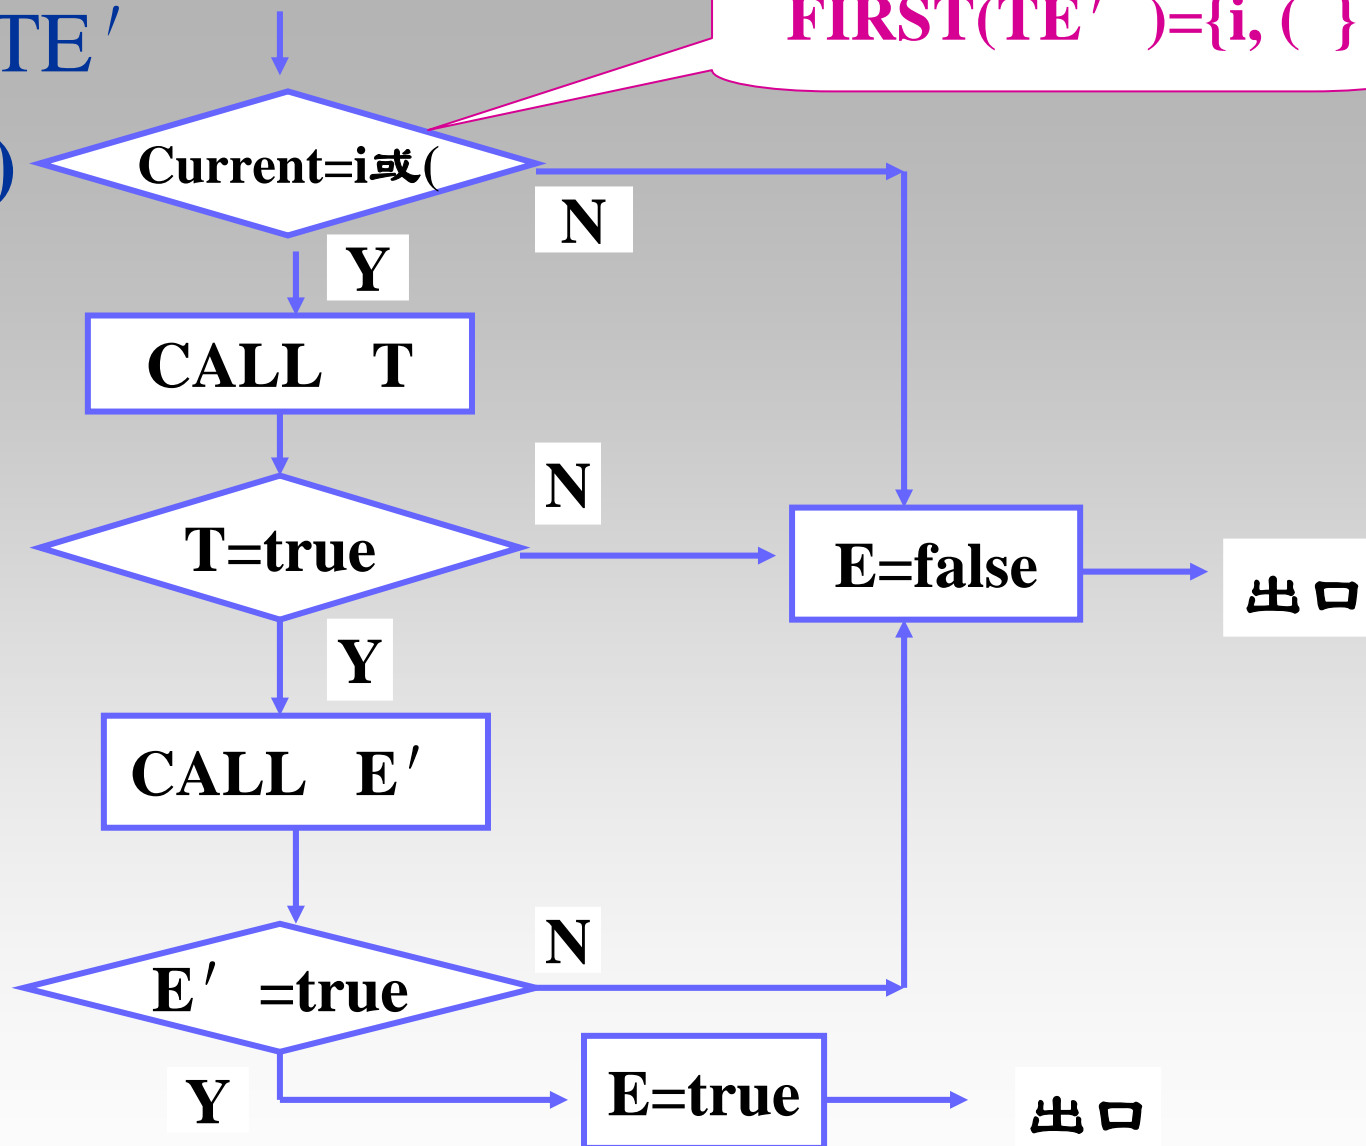 TE′
FIRST(TE′ )={i, ( }
)
Current=i或(
N
Y
CALL T
N
T=true
E=false
出口
Y
CALL E′
N
E′ =true
Y
E=true
出口